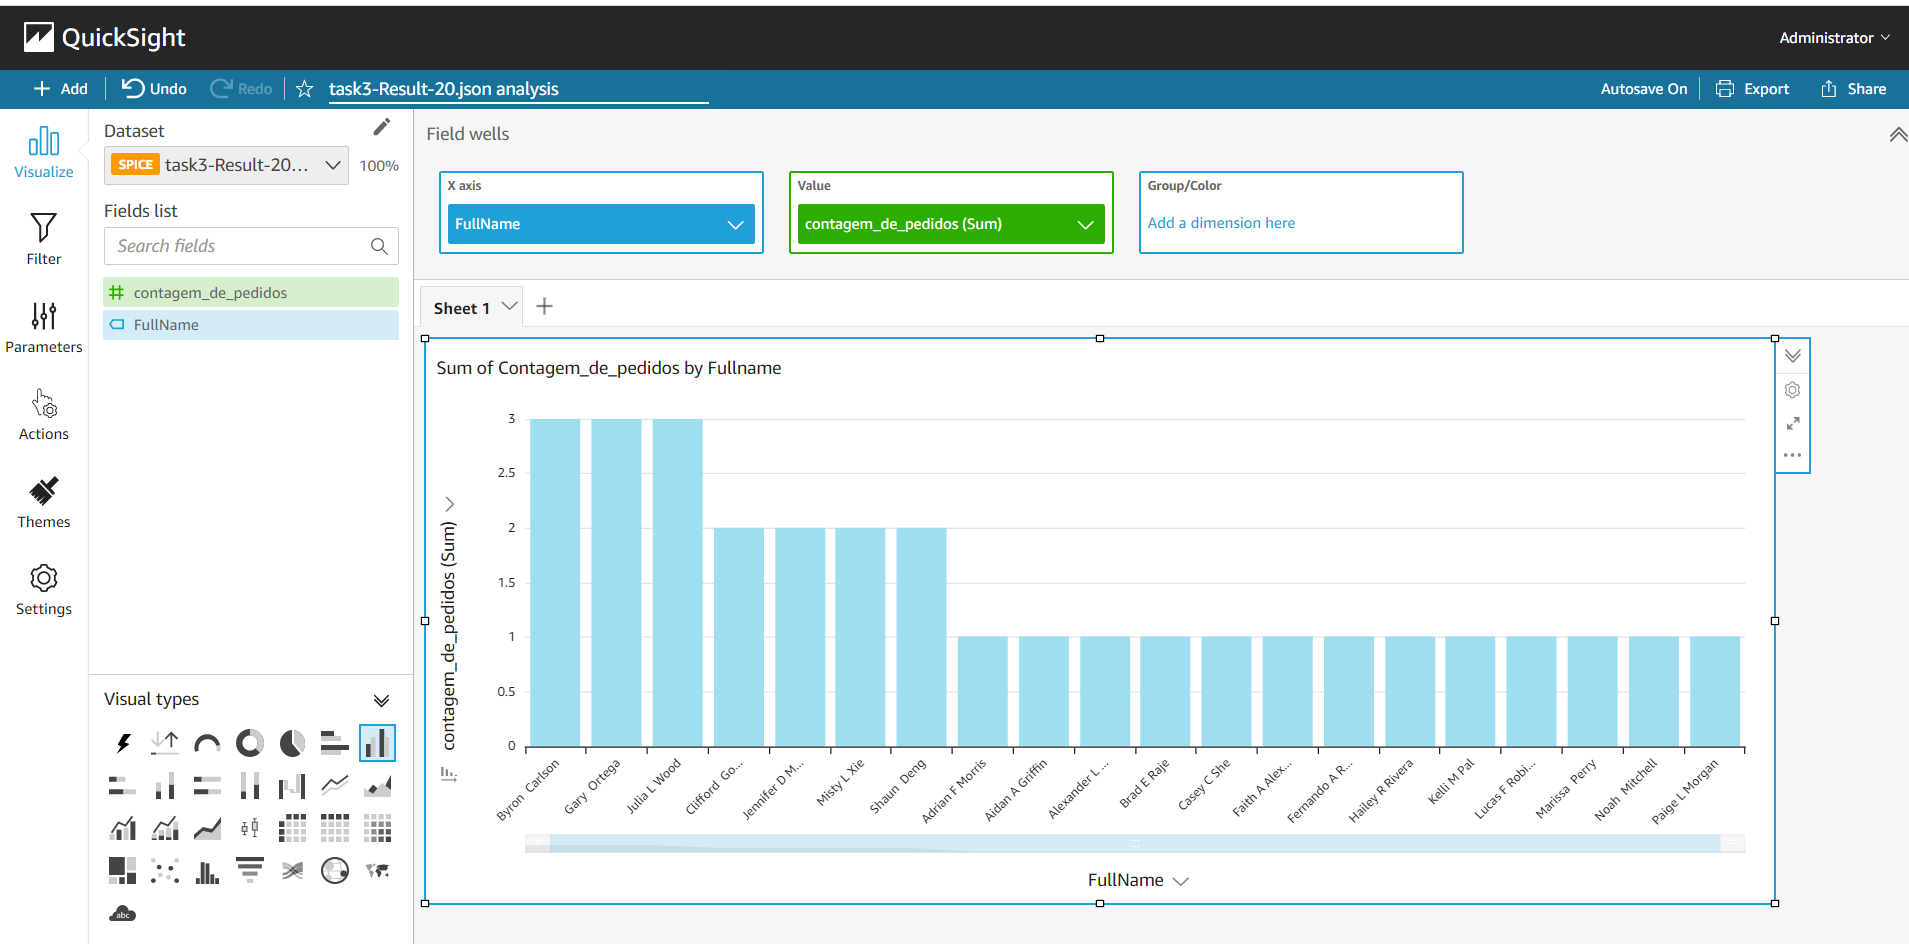 QuickSight
Administrator
Add
Undo
Redo
task3-Result-20.json analysis
Autosave On
Export
Share
Visualize
Filter
Parameters
Actions
Themes
Settings
Dataset
SPICE task3-Result-20... 100%
Fields list
Search fields
contagem_de_pedidos
FullName
Visual types
abc
Field wells
X axis
FullName
Value
contagem_de_pedidos (Sum)
Group/Color
Add a dimension here
Sheet 1
Sum of Contagem_de_pedidos by Fullname
contagem_de_pedidos (Sum)
3
2.5
2
1.5
1
0.5
0
Byron Carlson
Gary Ortega
Julia L Wood
Clifford Go...
Jennifer D M...
Misty L Xie
Shaun Deng
Adrian F Morris
Aidan A Griffin
Alexander L ...
Brad E Raje
Casey C She
Faith A Alex...
Fernando A R...
Hailey R Rivera
Kelli M Pal
Lucas F Robi...
Marissa Perry
Noah Mitchell
Paige L Morgan
FullName